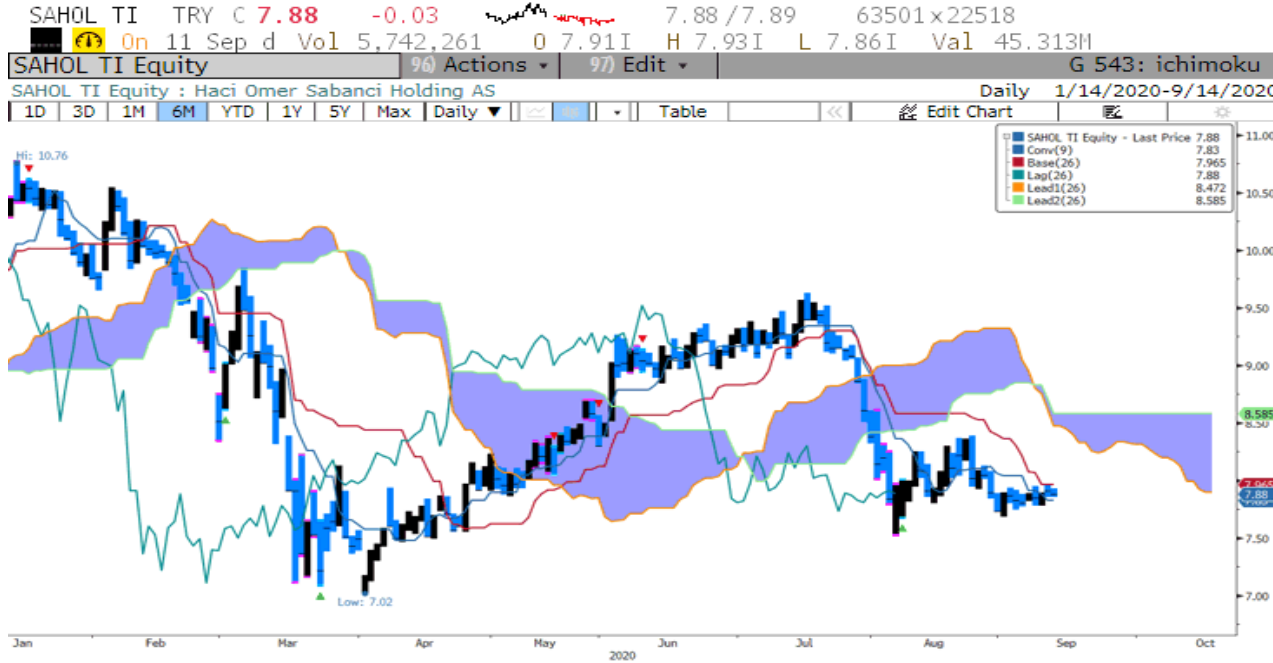 SAHOL TI TRY C 7.88 -0.03 7.88 /7.89 63501 x 22518
On 11 Sep d Vol 5,742,261 O 7.91I H 7.93I L 7.86I Val 45.313M
SAHOL TI Equity 96) Actions 97) Edit G 543: ichimoku
SAHOL TI Equity : Haci Omer Sabanci Holding AS Daily 1/14/2020-9/14/2020
1D 3D 1M 6M YTD 1Y 5Y Max Daily ▼ Table << Edit Chart
SAHOL TI Equity - Last Price 7.88
Conv(9) 7.83
Base(26) 7.965
Lag(26) 7.88
Lead1(26) 8.472
Lead2(26) 8.585
Hi: 10.76
Low: 7.02
11.00
10.50
10.00
9.50
9.00
8.585
8.50
7.965
7.88
7.50
7.00
Jan Feb Mar Apr May Jun Jul Aug Sep Oct
2020